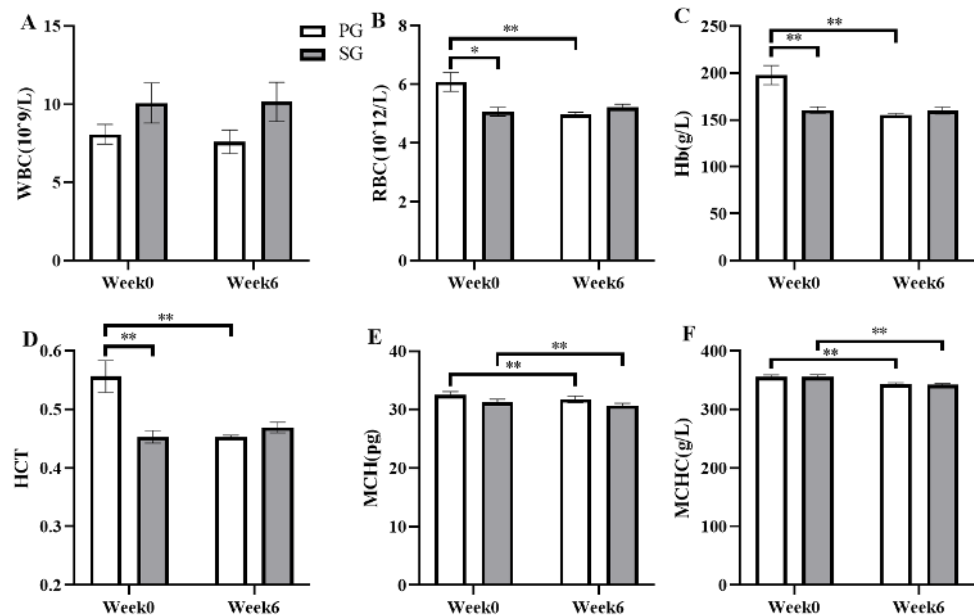 A
WBC(10^9/L)
15
10
5
0
Week0
Week6
PG
SG
B
RBC(10^12/L)
8
6
4
2
0
**
*
Week0
Week6
C
Hb(g/L)
250
200
150
100
50
0
**
**
Week0
Week6
D
HCT
0.6
0.5
0.4
0.3
0.2
**
**
Week0
Week6
E
MCH(pg)
40
30
20
10
0
**
**
Week0
Week6
F
MCHC(g/L)
400
300
200
100
0
**
**
Week0
Week6